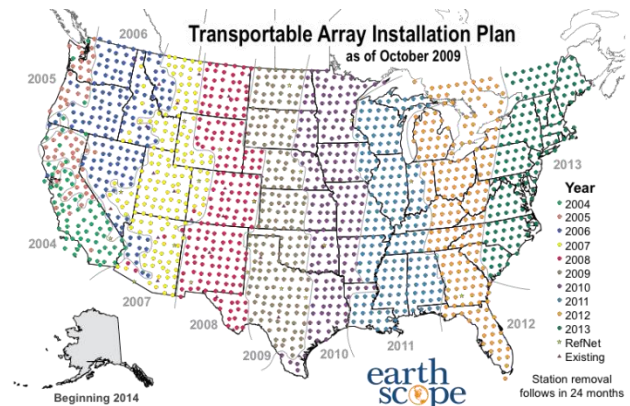 Transportable Array Installation Plan
as of October 2009
2006
2005
2013
Year
2004
2005
2006
2007
2008
2009
2010
2011
2012
2013
RefNet
Existing
2004
2007
2008
2009
2010
2011
2012
Beginning 2014
earth
scope
Station removal
follows in 24 months